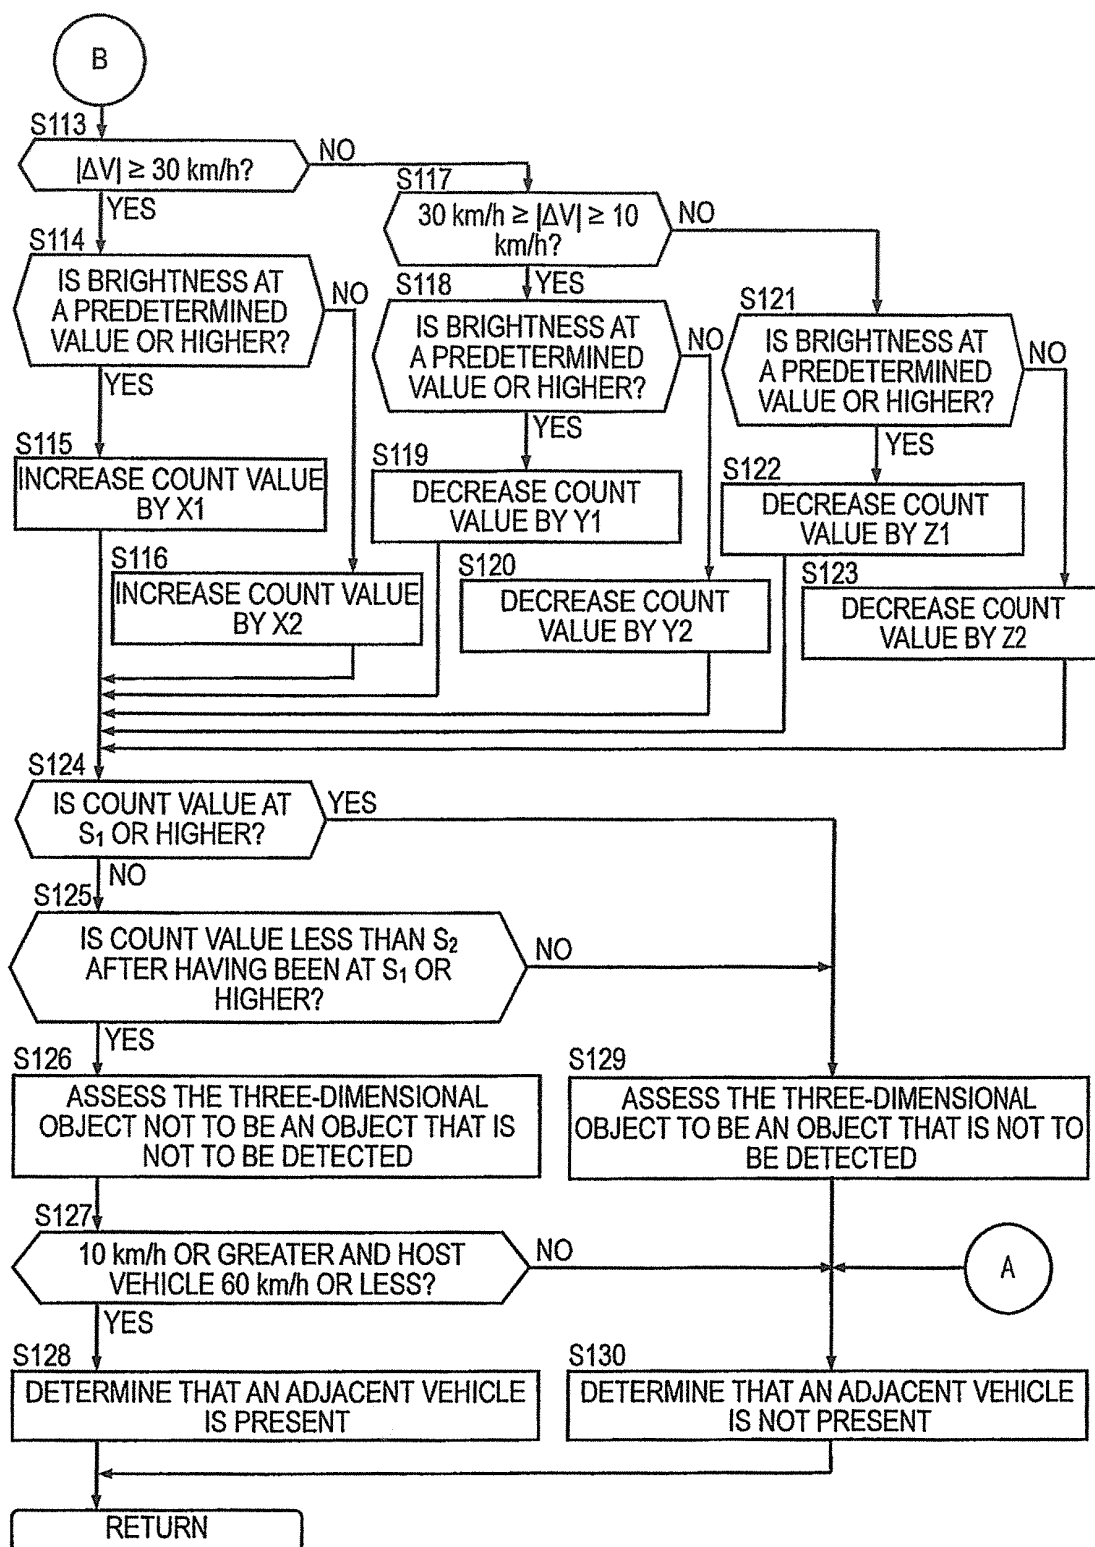 B
S113
|ΔV| ≥ 30 km/h?
NO
YES
S117
30 km/h ≥ |ΔV| ≥ 10
km/h?
NO
YES
S114
IS BRIGHTNESS AT
A PREDETERMINED
VALUE OR HIGHER?
NO
YES
S118
IS BRIGHTNESS AT
A PREDETERMINED
VALUE OR HIGHER?
NO
YES
S121
IS BRIGHTNESS AT
A PREDETERMINED
VALUE OR HIGHER?
NO
YES
S115
INCREASE COUNT VALUE
BY X1
S116
INCREASE COUNT VALUE
BY X2
S119
DECREASE COUNT
VALUE BY Y1
S120
DECREASE COUNT
VALUE BY Y2
S122
DECREASE COUNT
VALUE BY Z1
S123
DECREASE COUNT
VALUE BY Z2
S124
IS COUNT VALUE AT
S₁ OR HIGHER?
YES
NO
S125
IS COUNT VALUE LESS THAN S₂
AFTER HAVING BEEN AT S₁ OR
HIGHER?
NO
YES
S126
ASSESS THE THREE-DIMENSIONAL
OBJECT NOT TO BE AN OBJECT THAT IS
NOT TO BE DETECTED
S129
ASSESS THE THREE-DIMENSIONAL
OBJECT TO BE AN OBJECT THAT IS NOT TO
BE DETECTED
S127
10 km/h OR GREATER AND HOST
VEHICLE 60 km/h OR LESS?
NO
YES
A
S128
DETERMINE THAT AN ADJACENT VEHICLE
IS PRESENT
S130
DETERMINE THAT AN ADJACENT VEHICLE
IS NOT PRESENT
RETURN